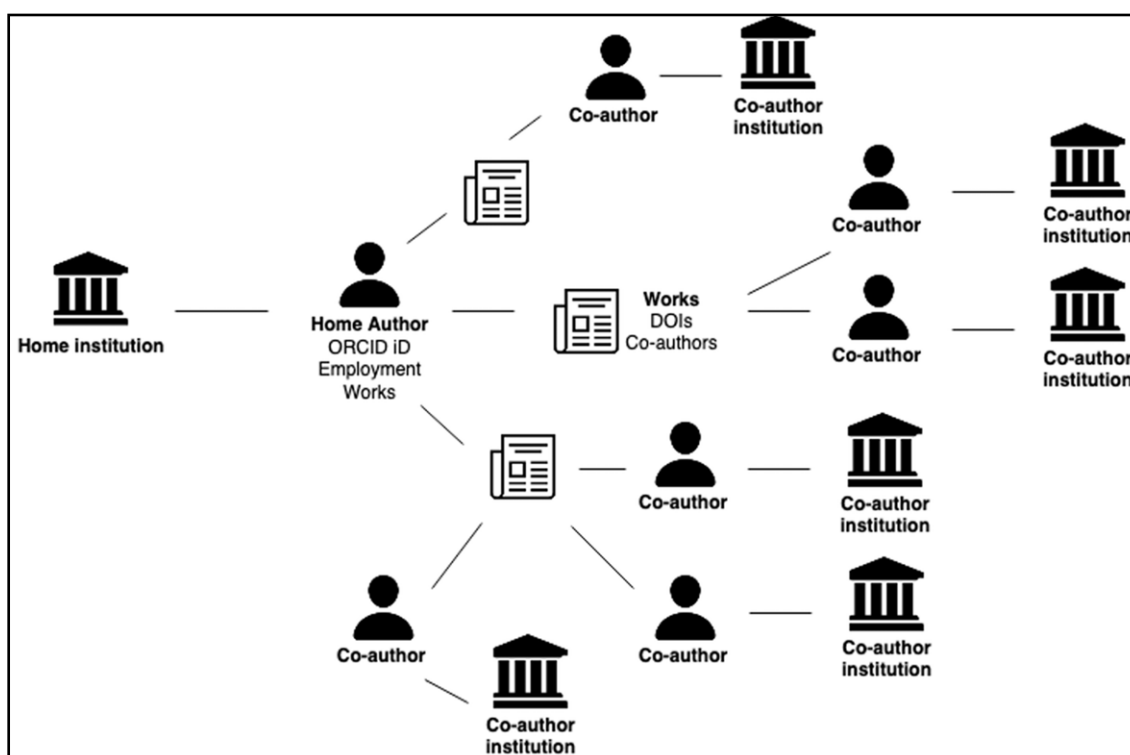 Co-author
Co-author
institution
Co-author
Co-author
institution
Home institution
Home Author
ORCID iD
Employment
Works
Works
DOIs
Co-authors
Co-author
Co-author
institution
Co-author
Co-author
institution
Co-author
Co-author
institution
Co-author
Co-author
institution